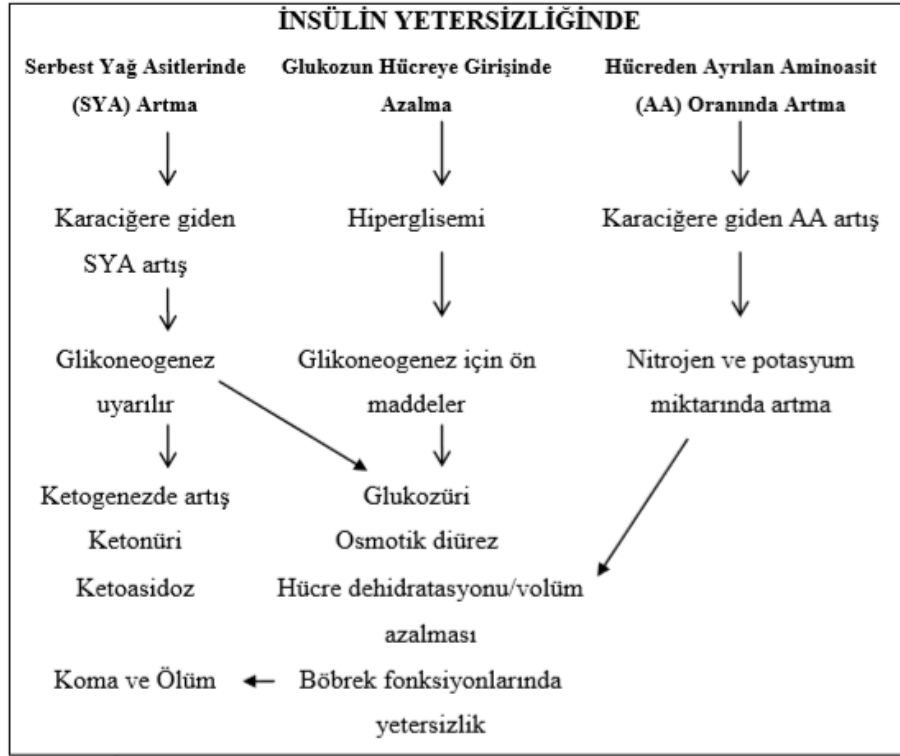 İNSÜLİN YETERSİZLİĞİNDE
Serbest Yağ Asitlerinde
(SYA) Artma
Glukozun Hücreye Girişinde
Azalma
Hücreden Ayrılan Aminoasit
(AA) Oranında Artma
Karaciğere giden
SYA artış
Hiperglisemi
Karaciğere giden AA artış
Glikoneogenez
uyarılır
Glikoneogenez için ön
maddeler
Nitrojen ve potasyum
miktarında artma
Ketogenezde artış
Ketonüri
Ketoasidoz
Glukozüri
Osmotik diürez
Hücre dehidratasyonu/volüm
azalması
Koma ve Ölüm
Böbrek fonksiyonlarında
yetersizlik